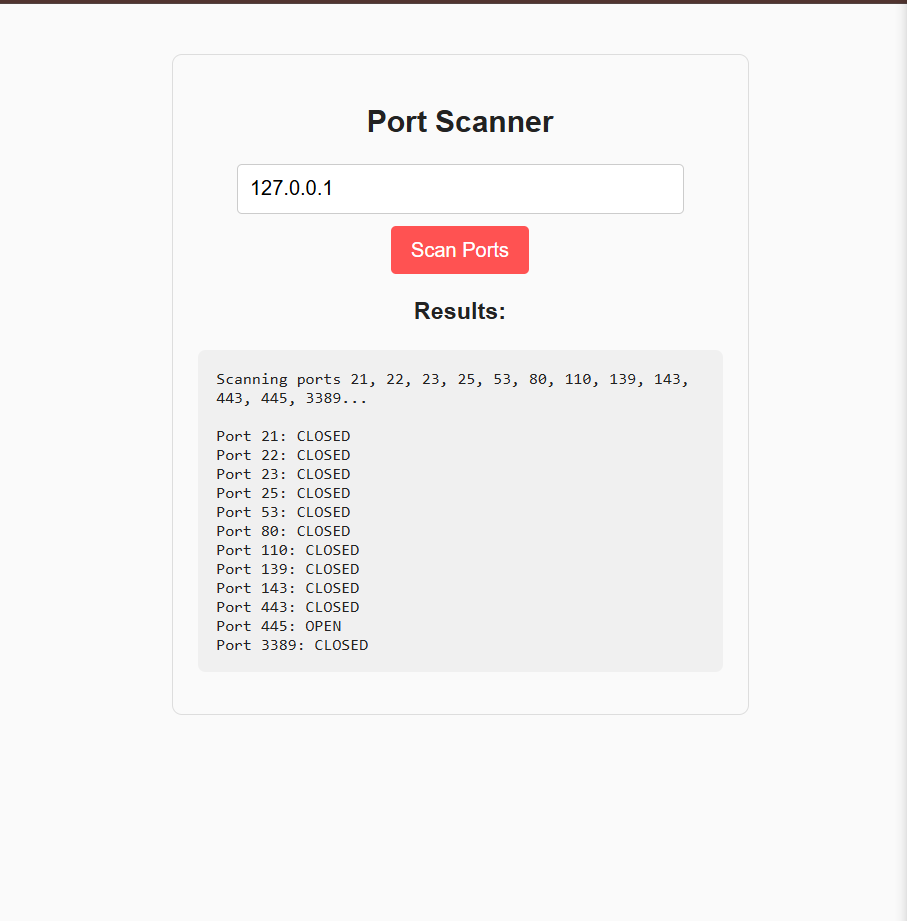 Port Scanner
127.0.0.1
Scan Ports
Results:
Scanning ports 21, 22, 23, 25, 53, 80, 110, 139, 143,
443, 445, 3389...
Port 21: CLOSED
Port 22: CLOSED
Port 23: CLOSED
Port 25: CLOSED
Port 53: CLOSED
Port 80: CLOSED
Port 110: CLOSED
Port 139: CLOSED
Port 143: CLOSED
Port 443: CLOSED
Port 445: OPEN
Port 3389: CLOSED